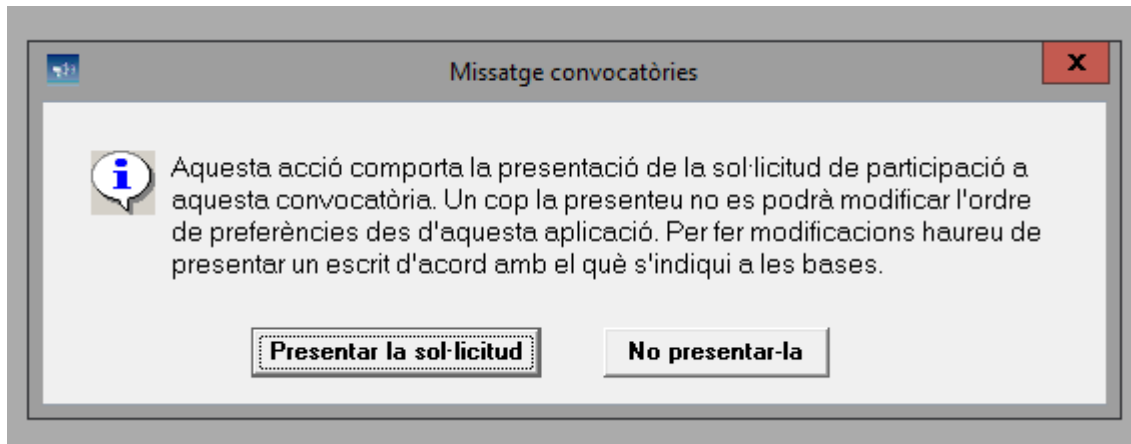 Missatge convocatòries
x
Aquesta acció comporta la presentació de la sol·licitud de participació a
aquesta convocatòria. Un cop la presenteu no es podrà modificar l'ordre
de preferències des d'aquesta aplicació. Per fer modificacions haureu de
presentar un escrit d'acord amb el què s'indiqui a les bases.
Presentar la sol·licitud No presentar-la